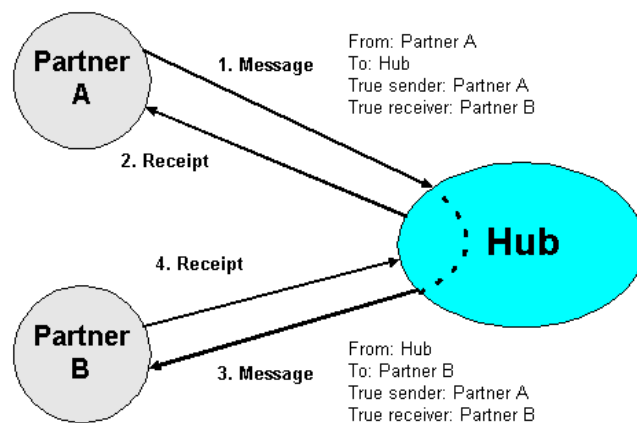 Partner
A
1. Message
From: Partner A
To: Hub
True sender: Partner A
True receiver: Partner B
2. Receipt
Hub
4. Receipt
Partner
B
3. Message
From: Hub
To: Partner B
True sender: Partner A
True receiver: Partner B